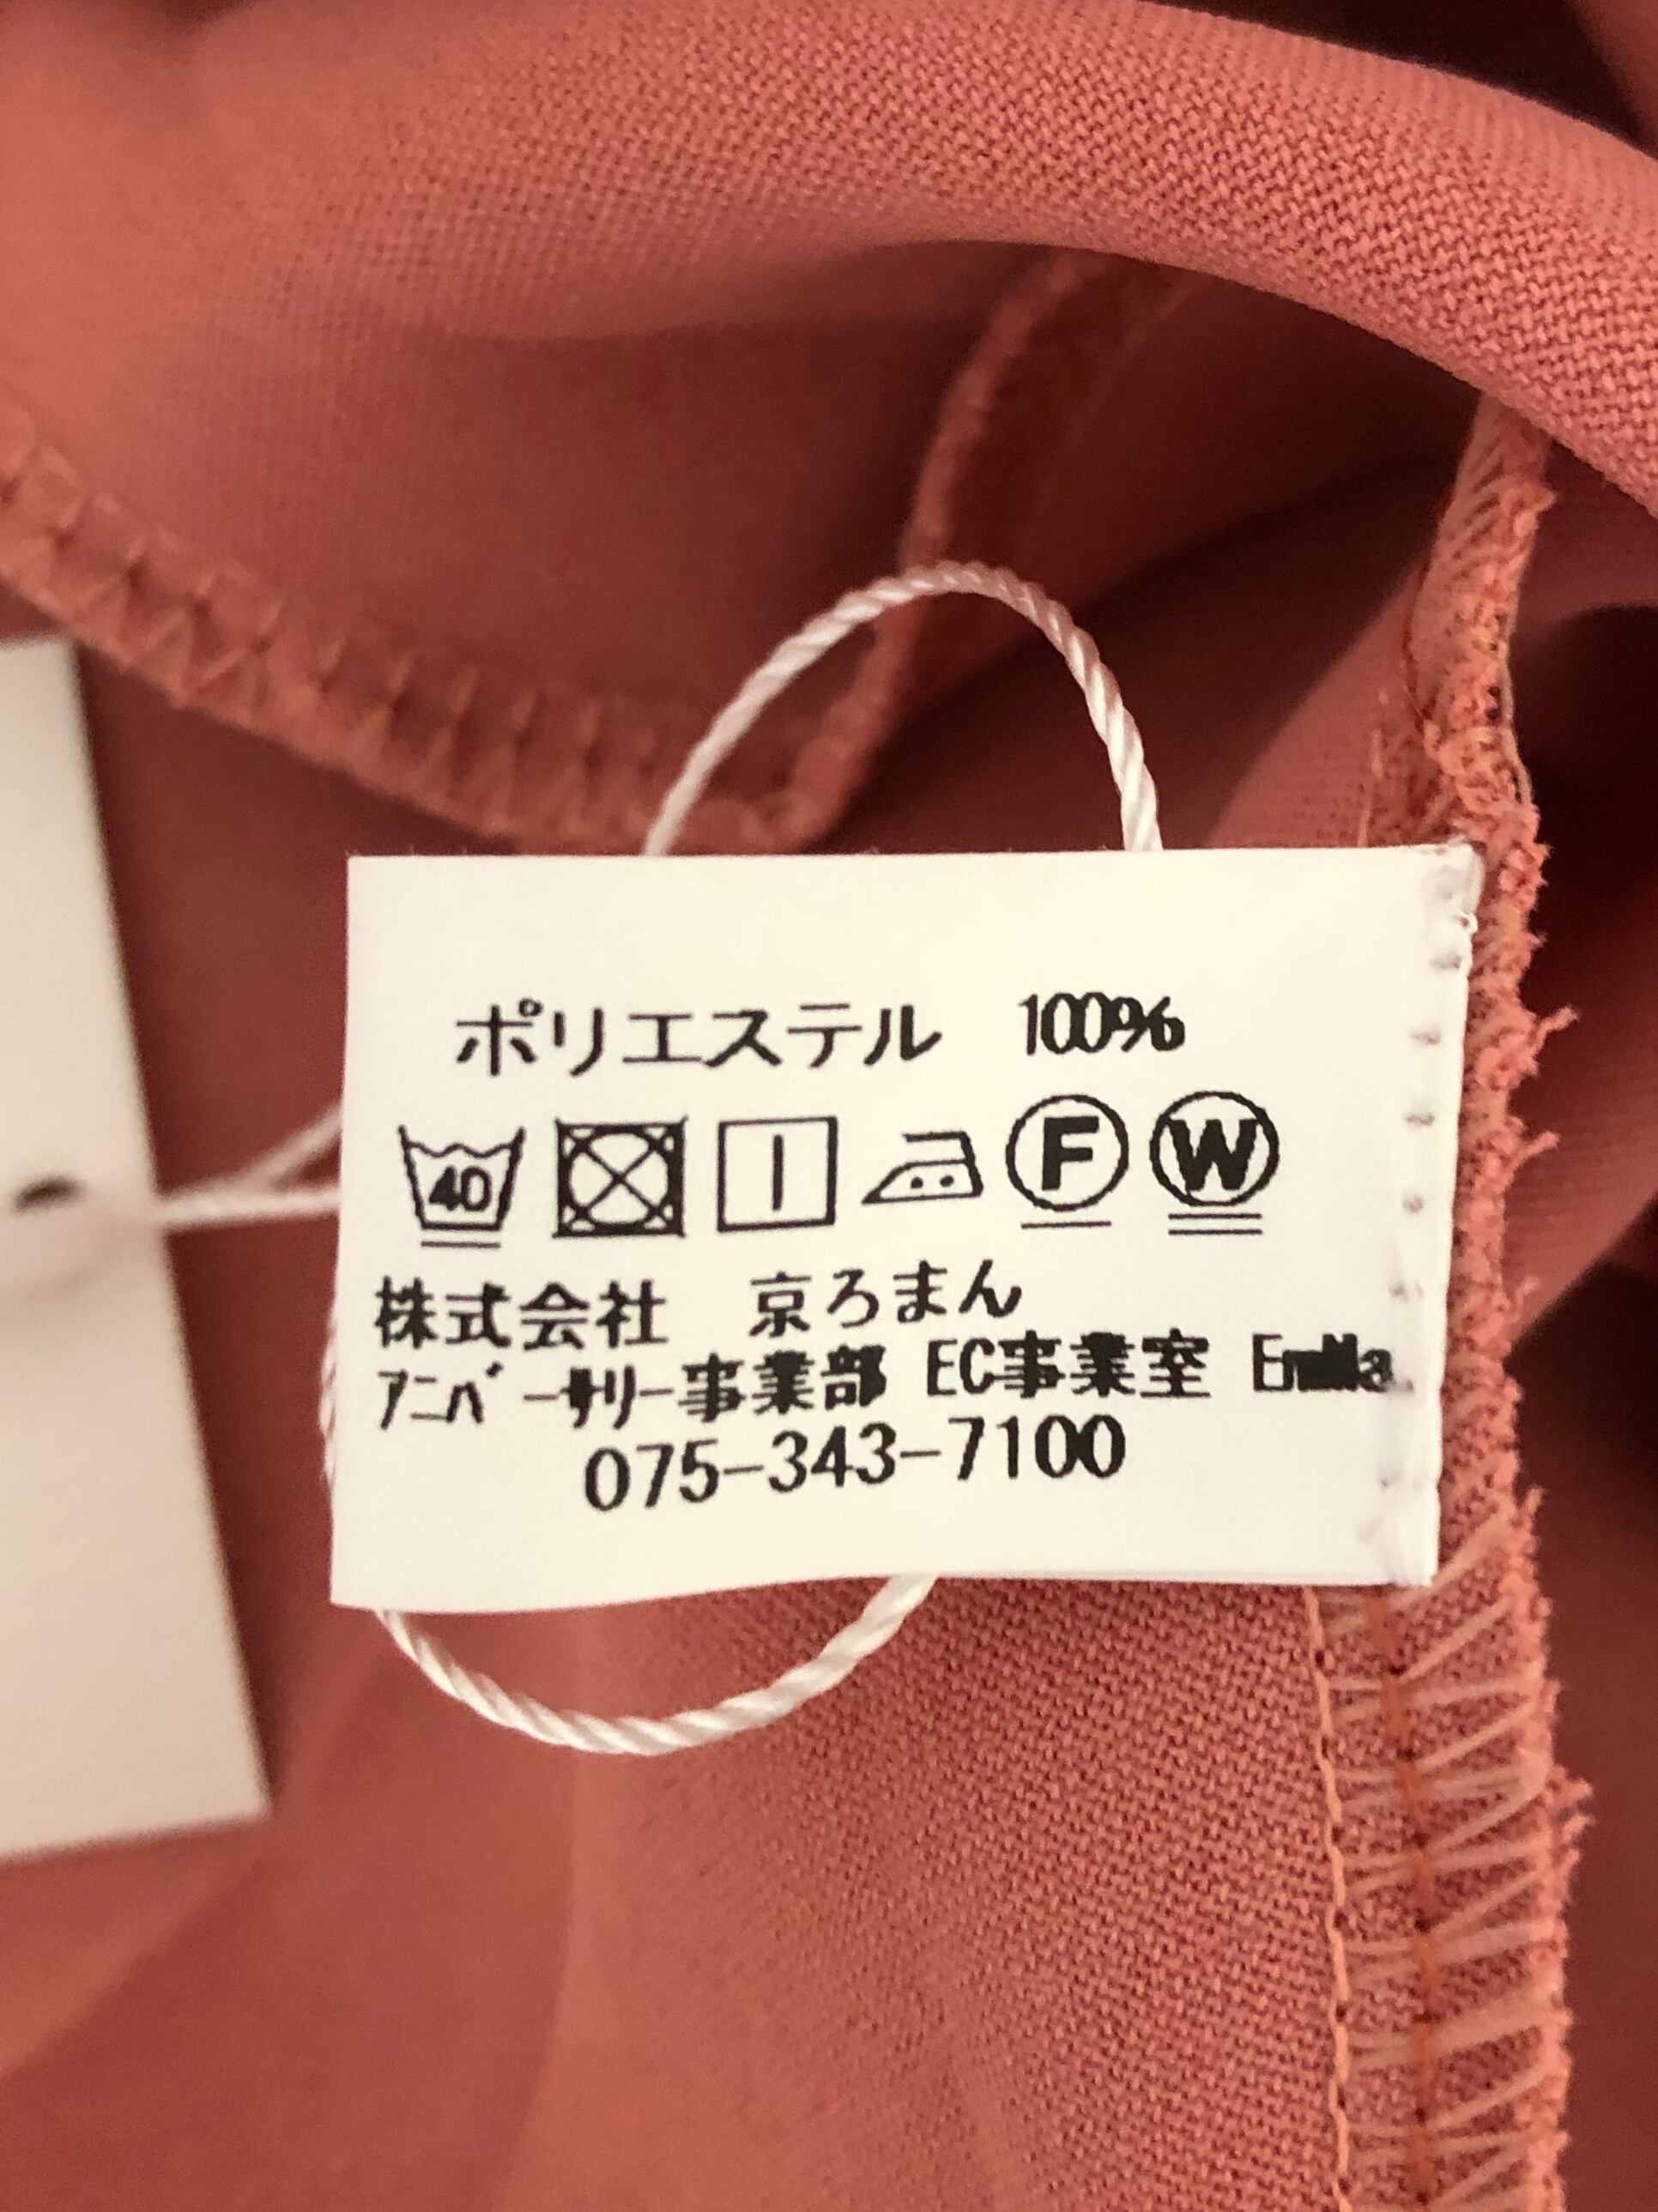 ポリエステル 100%
40 F W
株式会社 京ろまん
ｱﾆﾊﾞｰｻﾘｰ事業部 EC事業室
075-343-7100